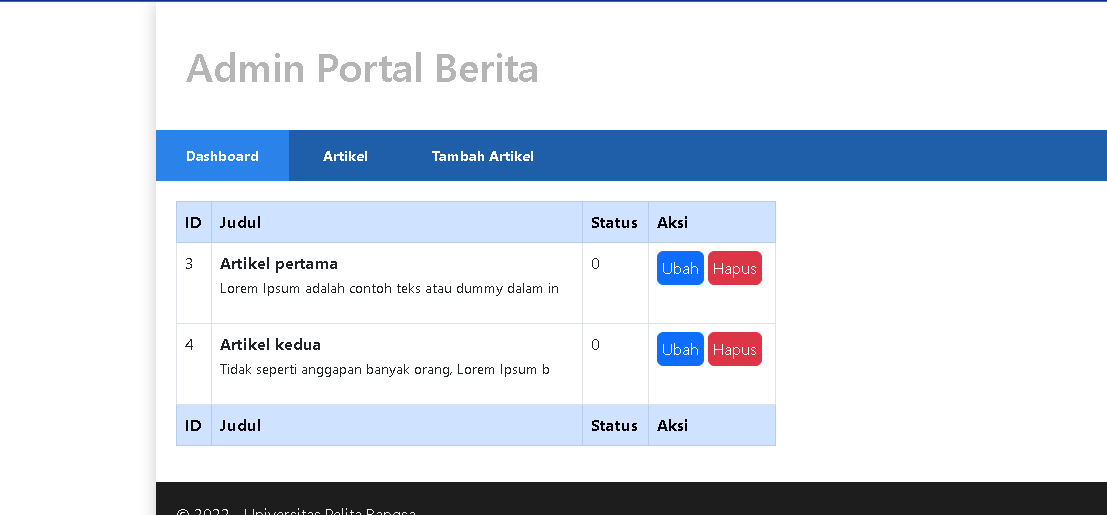 Admin Portal Berita
Dashboard Artikel Tambah Artikel
ID Judul Status Aksi
3 Artikel pertama 0 Ubah Hapus
Lorem Ipsum adalah contoh teks atau dummy dalam in
4 Artikel kedua 0 Ubah Hapus
Tidak seperti anggapan banyak orang, Lorem Ipsum b
ID Judul Status Aksi
© 2022 - Universitas Pelita Bangsa